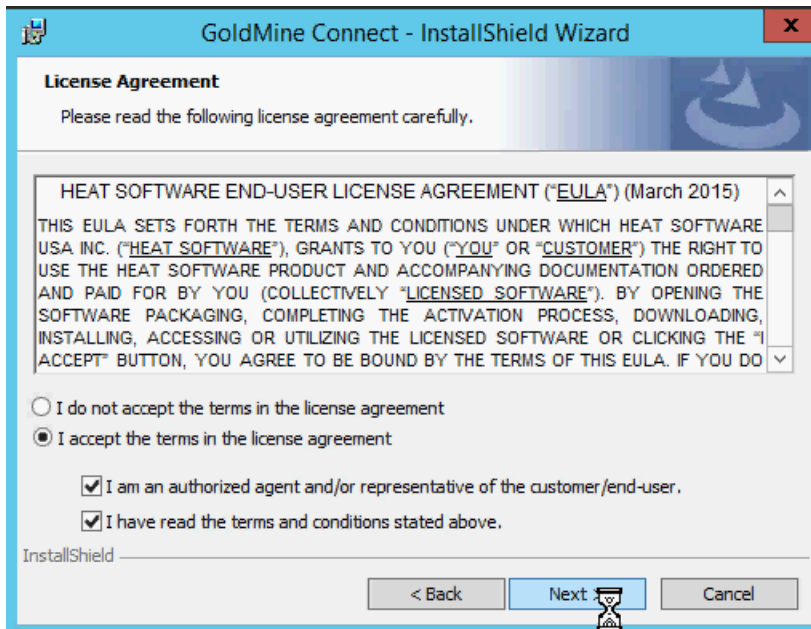 GoldMine Connect - InstallShield Wizard
x
License Agreement
Please read the following license agreement carefully.
HEAT SOFTWARE END-USER LICENSE AGREEMENT (“EULA”) (March 2015)
THIS EULA SETS FORTH THE TERMS AND CONDITIONS UNDER WHICH HEAT SOFTWARE
USA INC. (“HEAT SOFTWARE”), GRANTS TO YOU (“YOU” OR “CUSTOMER”) THE RIGHT TO
USE THE HEAT SOFTWARE PRODUCT AND ACCOMPANYING DOCUMENTATION ORDERED
AND PAID FOR BY YOU (COLLECTIVELY “LICENSED SOFTWARE”). BY OPENING THE
SOFTWARE PACKAGING, COMPLETING THE ACTIVATION PROCESS, DOWNLOADING,
INSTALLING, ACCESSING OR UTILIZING THE LICENSED SOFTWARE OR CLICKING THE “I
ACCEPT” BUTTON, YOU AGREE TO BE BOUND BY THE TERMS OF THIS EULA. IF YOU DO
I do not accept the terms in the license agreement
I accept the terms in the license agreement
I am an authorized agent and/or representative of the customer/end-user.
I have read the terms and conditions stated above.
InstallShield
< Back
Next >
Cancel